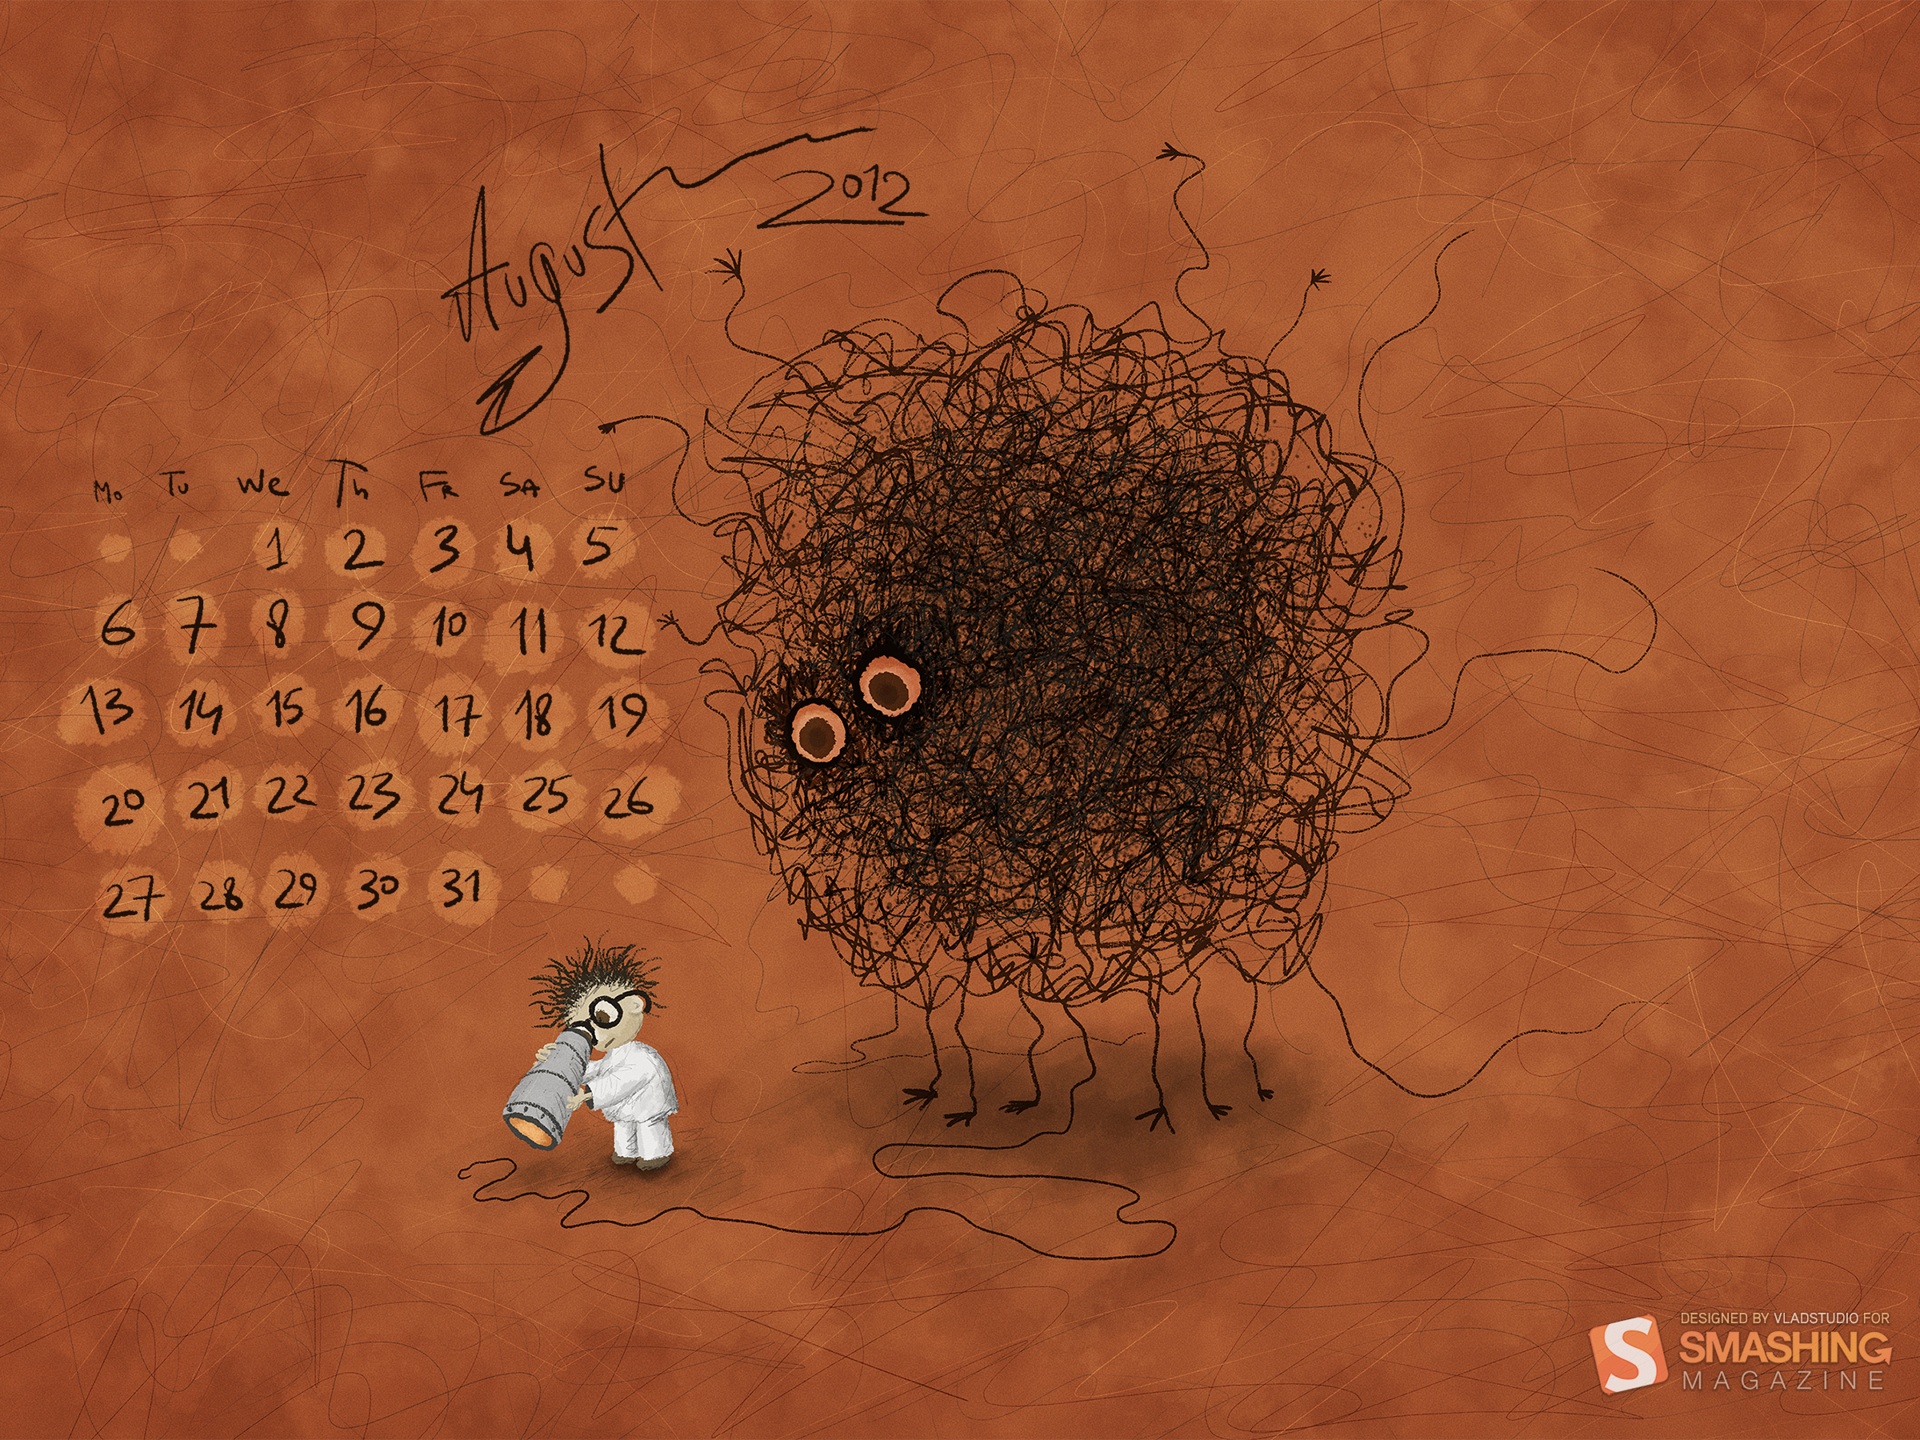 August
2012
Mo Tu We Th Fr SA SU
1 2 3 4 5
6 7 8 9 10 11 12
13 14 15 16 17 18 19
20 21 22 23 24 25 26
27 28 29 30 31
DESIGNED BY VLADSTUDIO FOR
S SMASHING
MAGAZINE